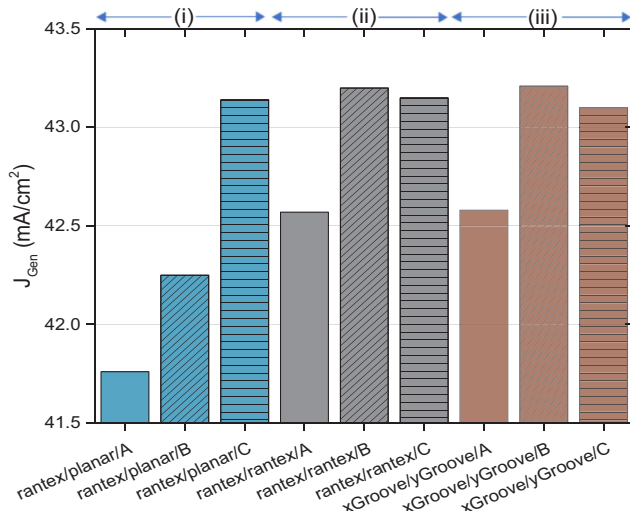 (i) (ii) (iii)
43.5
43.0
42.5
42.0
41.5
J_Gen (mA/cm²)
rantex/planar/A
rantex/planar/B
rantex/planar/C
rantex/rantex/A
rantex/rantex/B
rantex/rantex/C
xGroove/yGroove/A
xGroove/yGroove/B
xGroove/yGroove/C